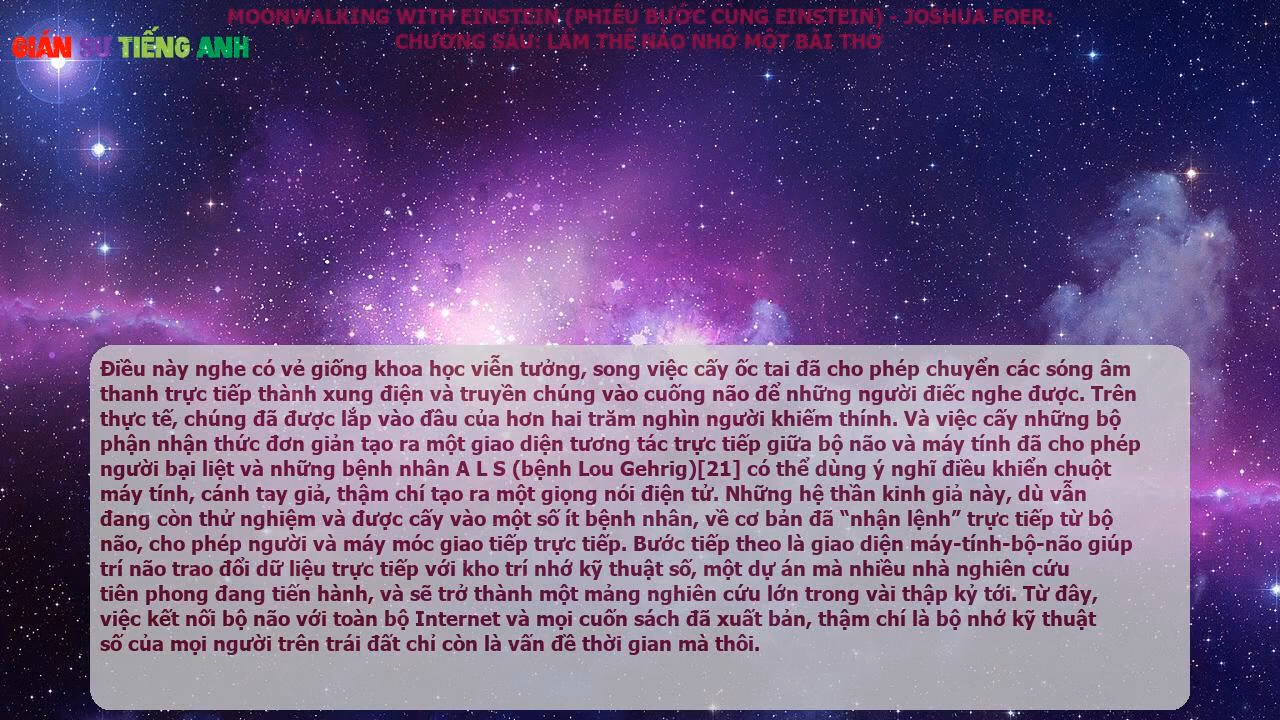 MOONWALKING WITH EINSTEIN (PHIÊU BƯỚC CÙNG EINSTEIN) - JOSHUA FOER:
CHƯƠNG SÁU: LÀM THẾ NÀO NHỚ MỘT BÀI THƠ
GIÁN SỨ TIẾNG ANH
Điều này nghe có vẻ giống khoa học viễn tưởng, song việc cấy ốc tai đã cho phép chuyển các sóng âm
thanh trực tiếp thành xung điện và truyền chúng vào cuống não để những người điếc nghe được. Trên
thực tế, chúng đã được lắp vào đầu của hơn hai trăm nghìn người khiếm thính. Và việc cấy những bộ
phận nhận thức đơn giản tạo ra một giao diện tương tác trực tiếp giữa bộ não và máy tính đã cho phép
người bại liệt và những bệnh nhân A L S (bệnh Lou Gehrig)[21] có thể dùng ý nghĩ điều khiển chuột
máy tính, cánh tay giả, thậm chí tạo ra một giọng nói điện tử. Những hệ thần kinh giả này, dù vẫn
đang còn thử nghiệm và được cấy vào một số ít bệnh nhân, về cơ bản đã “nhận lệnh” trực tiếp từ bộ
não, cho phép người và máy móc giao tiếp trực tiếp. Bước tiếp theo là giao diện máy-tính-bộ-não giúp
trí não trao đổi dữ liệu trực tiếp với kho trí nhớ kỹ thuật số, một dự án mà nhiều nhà nghiên cứu
tiên phong đang tiến hành, và sẽ trở thành một mảng nghiên cứu lớn trong vài thập kỷ tới. Từ đây,
việc kết nối bộ não với toàn bộ Internet và mọi cuốn sách đã xuất bản, thậm chí là bộ nhớ kỹ thuật
số của mọi người trên trái đất chỉ còn là vấn đề thời gian mà thôi.